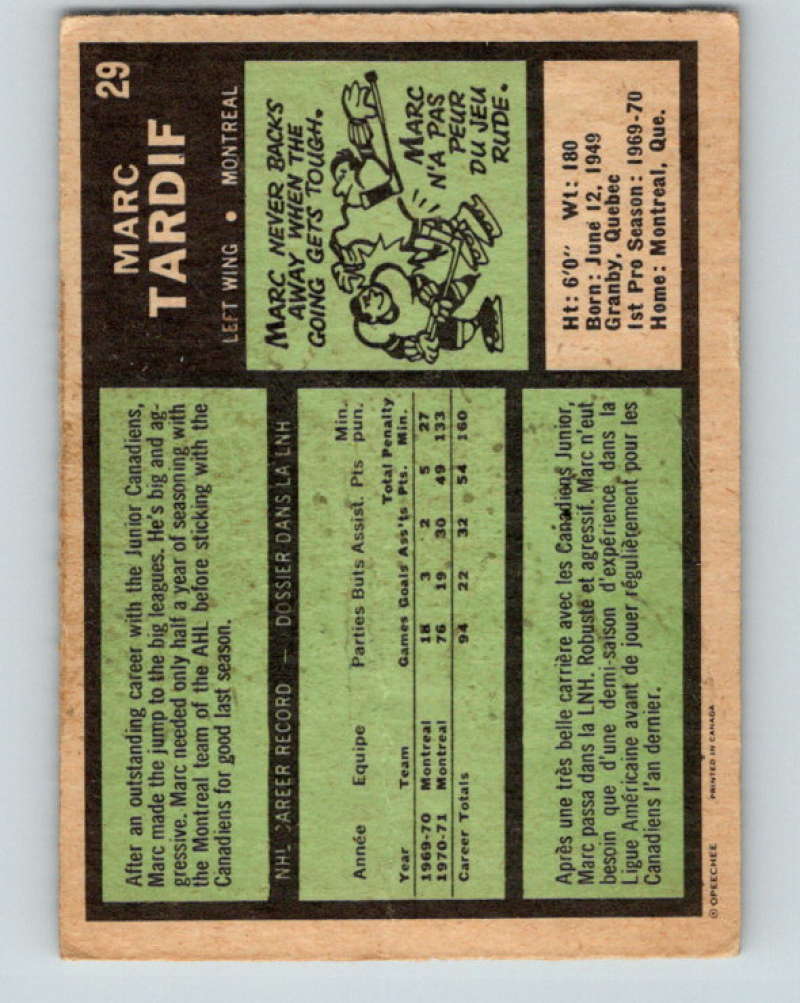 29
MARC
TARDIF
LEFT WING • MONTREAL
MARC NEVER BACKS
AWAY WHEN THE
GOING GETS TOUGH.
MARC
N'A PAS
PEUR
DU JEU
RUDE.
Ht: 6'0" Wt: 180
Born: June 12, 1949
Granby, Quebec
1st Pro Season: 1969-70
Home: Montreal, Que.
After an outstanding career with the Junior Canadiens,
Marc made the jump to the big leagues. He's big and ag-
gressive. Marc needed only half a year of seasoning with
the Montreal team of the AHL before sticking with the
Canadiens for good last season.
NHL CAREER RECORD — DOSSIER DANS LA LNH
Min.
Année Equipe Parties Buts Assist. Pts pun.
Total Penalty
Year Team Games Goals Ass'ts Pts. Min.
1969-70 Montreal 18 3 2 5 27
1970-71 Montreal 76 19 30 49 133
Career Totals 94 22 32 54 160
Après une très belle carrière avec les Canadiens Junior,
Marc passa dans la LNH. Robuste et agressif. Marc n'eut
besoin que d'une demi-saison d'expérience dans la
Ligue Américaine avant de jouer régulièrement pour les
Canadiens l'an dernier.
© OPEECHEE PRINTED IN CANADA